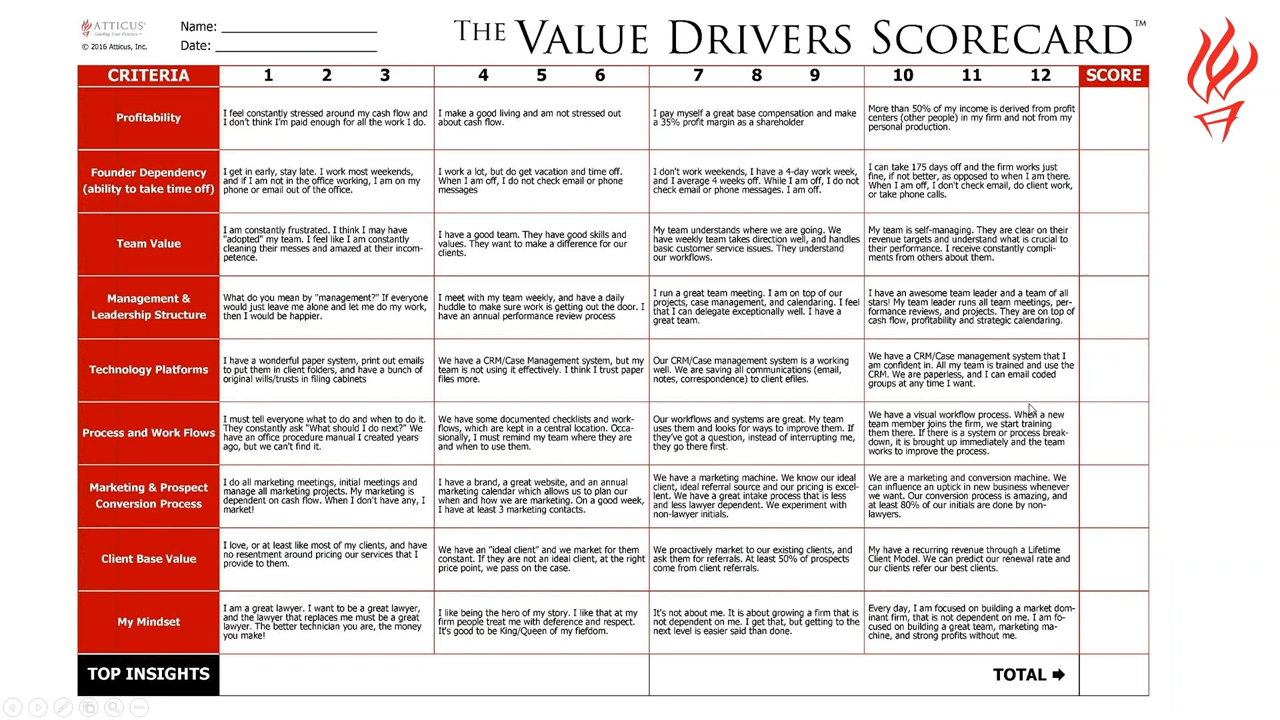 ATTICUS®
Guiding Your Practice™
© 2016 Atticus, Inc.
Name:
Date:
THE VALUE DRIVERS SCORECARD™
CRITERIA 1 2 3 4 5 6 7 8 9 10 11 12 SCORE
Profitability
I feel constantly stressed around my cash flow and
I don't think I'm paid enough for all the work I do.
I make a good living and am not stressed out
about cash flow.
I pay myself a great base compensation and make
a 35% profit margin as a shareholder
More than 50% of my income is derived from profit
centers (other people) in my firm and not from my
personal production.
Founder Dependency
(ability to take time off)
I get in early, stay late. I work most weekends,
and if I am not in the office working, I am on my
phone or email out of the office.
I work a lot, but do get vacation and time off.
When I am off, I do not check email or phone
messages
I don't work weekends, I have a 4-day work week,
and I average 4 weeks off. While I am off, I do not
check email or phone messages. I am off.
I can take 175 days off and the firm works just
fine, if not better, as opposed to when I am there.
When I am off, I don't check email, do client work,
or take phone calls.
Team Value
I am constantly frustrated. I think I may have
"adopted" my team. I feel like I am constantly
cleaning their messes and amazed at their incom-
petence.
I have a good team. They have good skills and
values. They want to make a difference for our
clients.
My team understands where we are going. We
have weekly team takes direction well, and handles
basic customer service issues. They understand
our workflows.
My team is self-managing. They are clear on their
revenue targets and understand what is crucial to
their performance. I receive constantly compli-
ments from others about them.
Management &
Leadership Structure
What do you mean by "management?" If everyone
would just leave me alone and let me do my work,
then I would be happier.
I meet with my team weekly, and have a daily
huddle to make sure work is getting out the door. I
have an annual performance review process
I run a great team meeting. I am on top of our
projects, case management, and calendaring. I feel
that I can delegate exceptionally well. I have a
great team.
I have an awesome team leader and a team of all
stars! My team leader runs all team meetings, per-
formance reviews, and projects. They are on top of
cash flow, profitability and strategic calendaring.
Technology Platforms
I have a wonderful paper system, print out emails
to put them in client folders, and have a bunch of
original wills/trusts in filing cabinets
We have a CRM/Case Management system, but my
team is not using it effectively. I think I trust paper
files more.
Our CRM/Case management system is a working
well. We are saving all communications (email,
notes, correspondence) to client efiles.
We have a CRM/Case management system that I
am confident in. All my team is trained and use the
CRM. We are paperless, and I can email coded
groups at any time I want.
Process and Work Flows
I must tell everyone what to do and when to do it.
They constantly ask "What should I do next?" We
have an office procedure manual I created years
ago, but we can't find it.
We have some documented checklists and work-
flows, which are kept in a central location. Occa-
sionally, I must remind my team where they are
and when to use them.
Our workflows and systems are great. My team
uses them and looks for ways to improve them. If
they've got a question, instead of interrupting me,
they go there first.
We have a visual workflow process. When a new
team member joins the firm, we start training
them there. If there is a system or process break-
down, it is brought up immediately and the team
works to improve the process.
Marketing & Prospect
Conversion Process
I do all marketing meetings, initial meetings and
manage all marketing projects. My marketing is
dependent on cash flow. When I don't have any, I
market!
I have a brand, a great website, and an annual
marketing calendar which allows us to plan our
when and how we are marketing. On a good week,
I have at least 3 marketing contacts.
We have a marketing machine. We know our ideal
client, ideal referral source and our pricing is excel-
lent. We have a great intake process that is less
and less lawyer dependent. We experiment with
non-lawyer initials.
We are a marketing and conversion machine. We
can influence an uptick in new business whenever
we want. Our conversion process is amazing, and
at least 80% of our initials are done by non-
lawyers.
Client Base Value
I love, or at least like most of my clients, and have
no resentment around pricing our services that I
provide to them.
We have an "ideal client" and we market for them
constant. If they are not an ideal client, at the right
price point, we pass on the case.
We proactively market to our existing clients, and
ask them for referrals. At least 50% of prospects
come from client referrals.
My have a recurring revenue through a Lifetime
Client Model. We can predict our renewal rate and
our clients refer our best clients.
My Mindset
I am a great lawyer. I want to be a great lawyer,
and the lawyer that replaces me must be a great
lawyer. The better technician you are, the money
you make!
I like being the hero of my story. I like that at my
firm people treat me with deference and respect.
It's good to be King/Queen of my fiefdom.
It's not about me. It is about growing a firm that is
not dependent on me. I get that, but getting to the
next level is easier said than done.
Every day, I am focused on building a market dom-
inant firm, that is not dependent on me. I am fo-
cused on building a great team, marketing ma-
chine, and strong profits without me.
TOP INSIGHTS
TOTAL